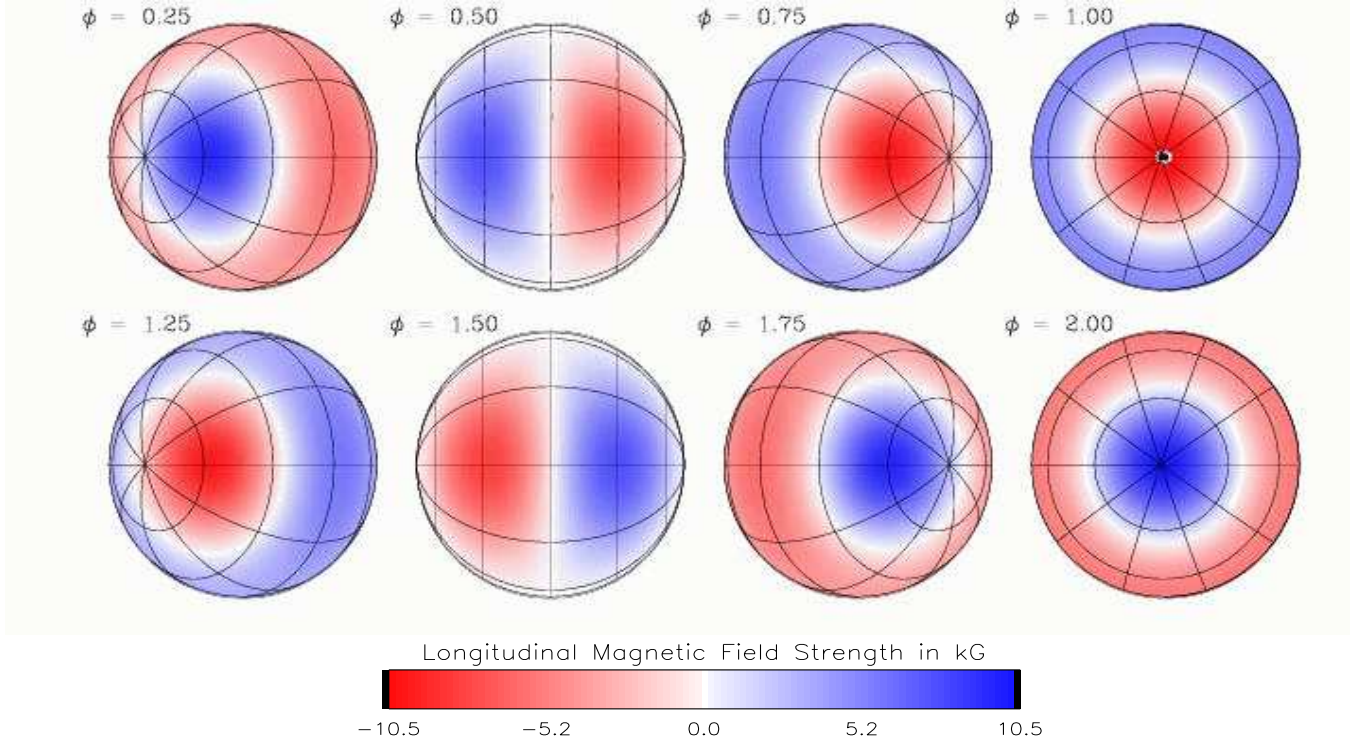 ϕ = 0.25 ϕ = 0.50 ϕ = 0.75 ϕ = 1.00
ϕ = 1.25 ϕ = 1.50 ϕ = 1.75 ϕ = 2.00
Longitudinal Magnetic Field Strength in kG
−10.5 −5.2 0.0 5.2 10.5